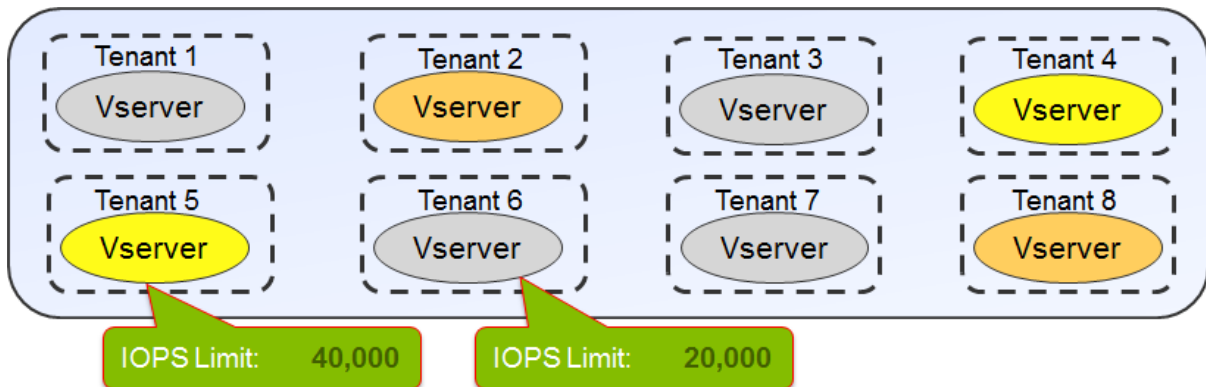 Tenant 1
Vserver
Tenant 2
Vserver
Tenant 3
Vserver
Tenant 4
Vserver
Tenant 5
Vserver
Tenant 6
Vserver
Tenant 7
Vserver
Tenant 8
Vserver
IOPS Limit: 40,000
IOPS Limit: 20,000